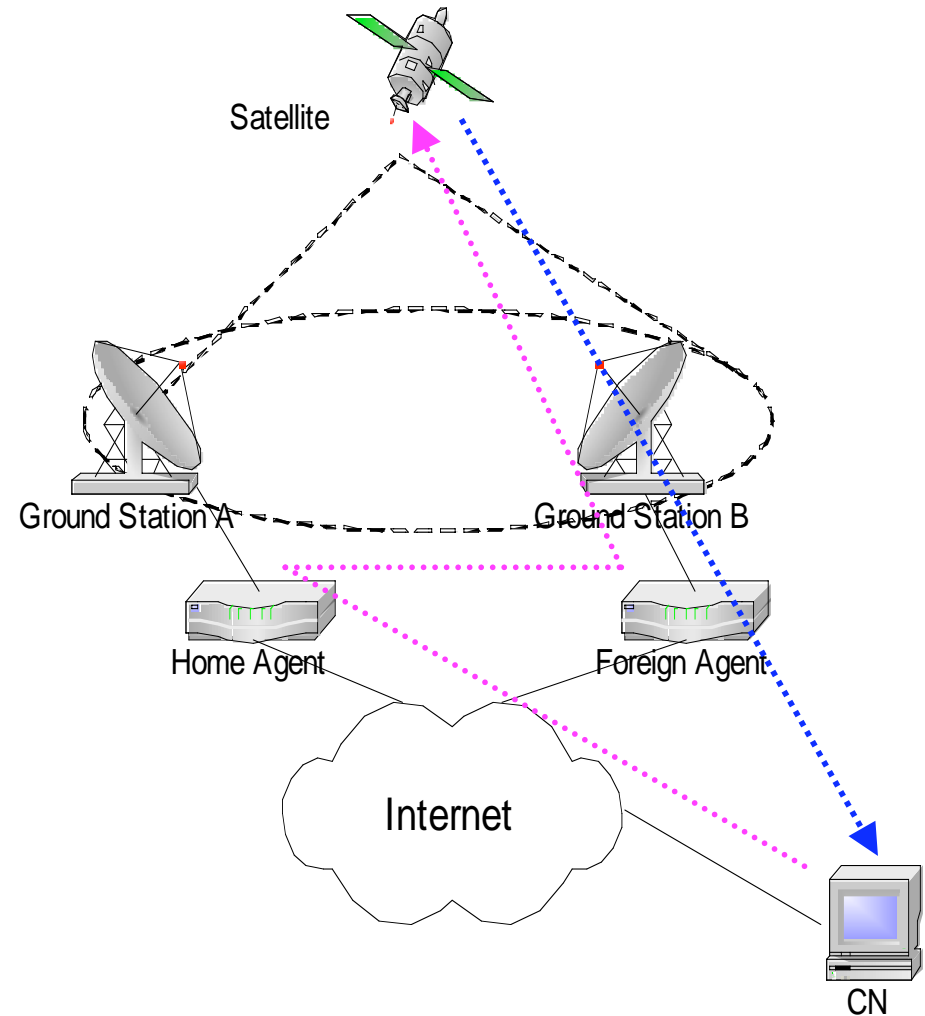 Satellite
Ground Station A
Ground Station B
Home Agent
Foreign Agent
Internet
CN